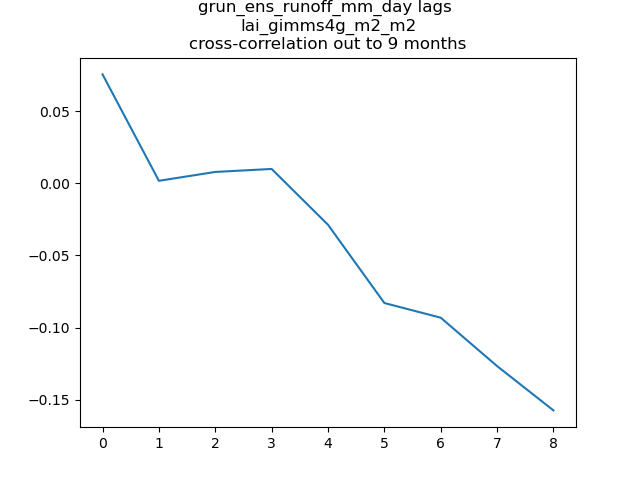 grun_ens_runoff_mm_day lags
lai_gimms4g_m2_m2
cross-correlation out to 9 months
0.05
0.00
−0.05
−0.10
−0.15
0 1 2 3 4 5 6 7 8